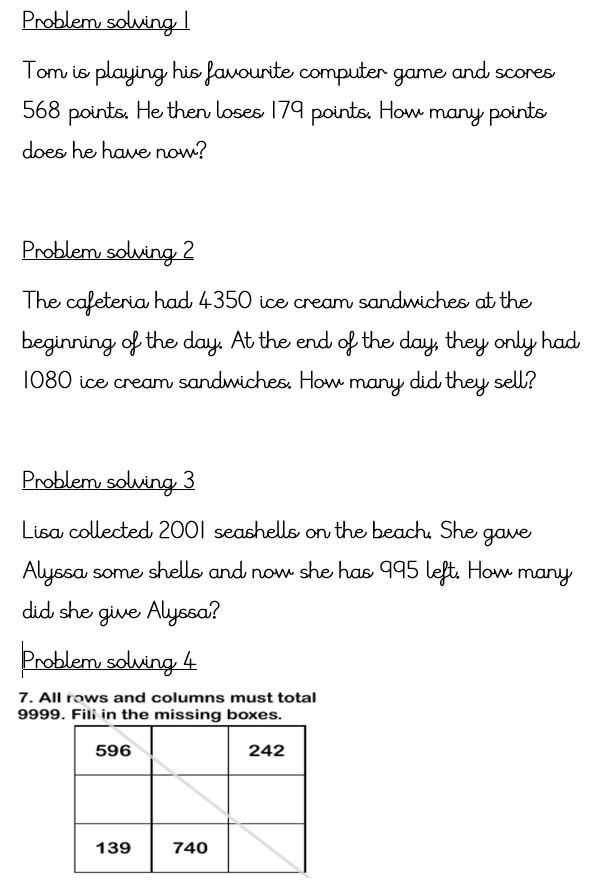 Problem solving 1
Tom is playing his favourite computer game and scores
568 points. He then loses 179 points. How many points
does he have now?
Problem solving 2
The cafeteria had 4350 ice cream sandwiches at the
beginning of the day. At the end of the day, they only had
1080 ice cream sandwiches. How many did they sell?
Problem solving 3
Lisa collected 2001 seashells on the beach. She gave
Alyssa some shells and now she has 995 left. How many
did she give Alyssa?
Problem solving 4
7. All rows and columns must total
9999. Fill in the missing boxes.
596 242
139 740